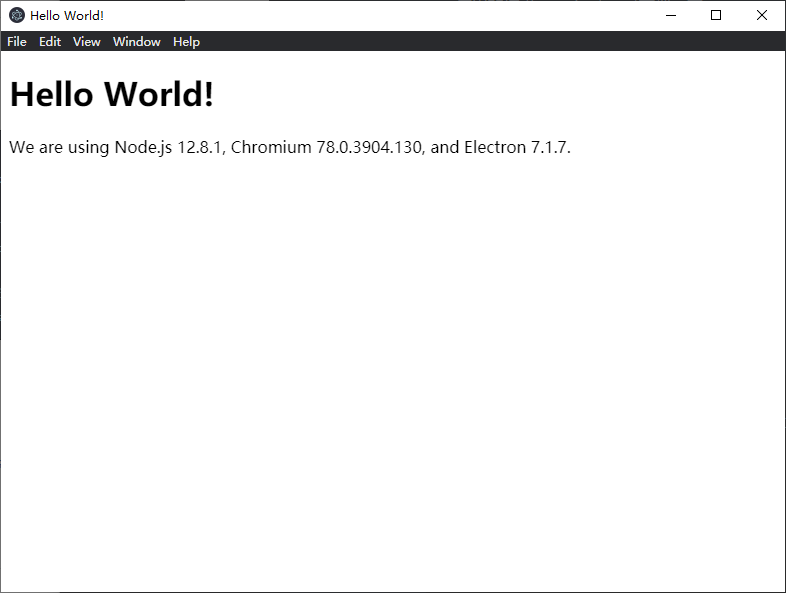 Hello World!
File Edit View Window Help
Hello World!
We are using Node.js 12.8.1, Chromium 78.0.3904.130, and Electron 7.1.7.